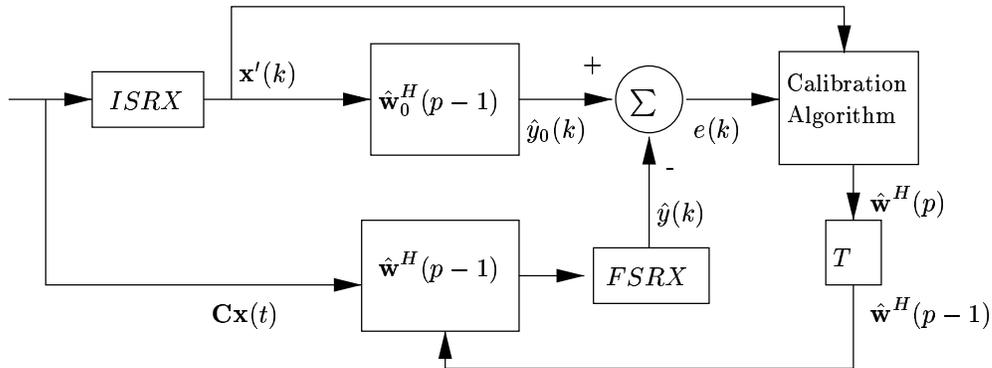 x′(k)
ISRX
ŵ₀ᴴ(p − 1)
+
Σ
ŷ₀(k)
e(k)
Calibration
Algorithm
-
ŵᴴ(p)
ŷ(k)
ŵᴴ(p − 1)
FSRX
T
Cx(t)
ŵᴴ(p − 1)